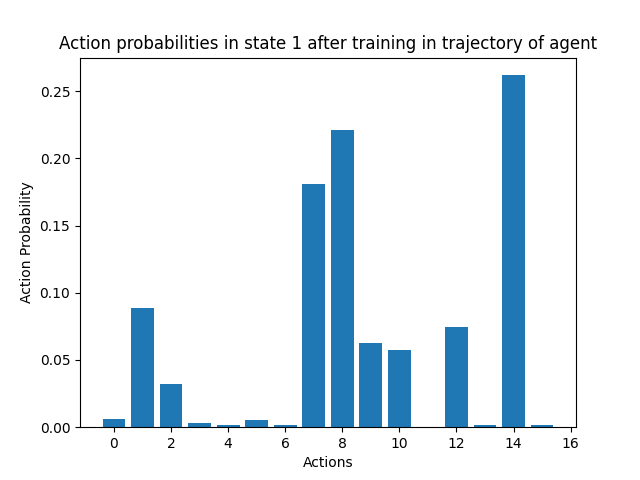 Action probabilities in state 1 after training in trajectory of agent
0.25
0.20
0.15
0.10
0.05
0.00
Action Probability
0 2 4 6 8 10 12 14 16
Actions